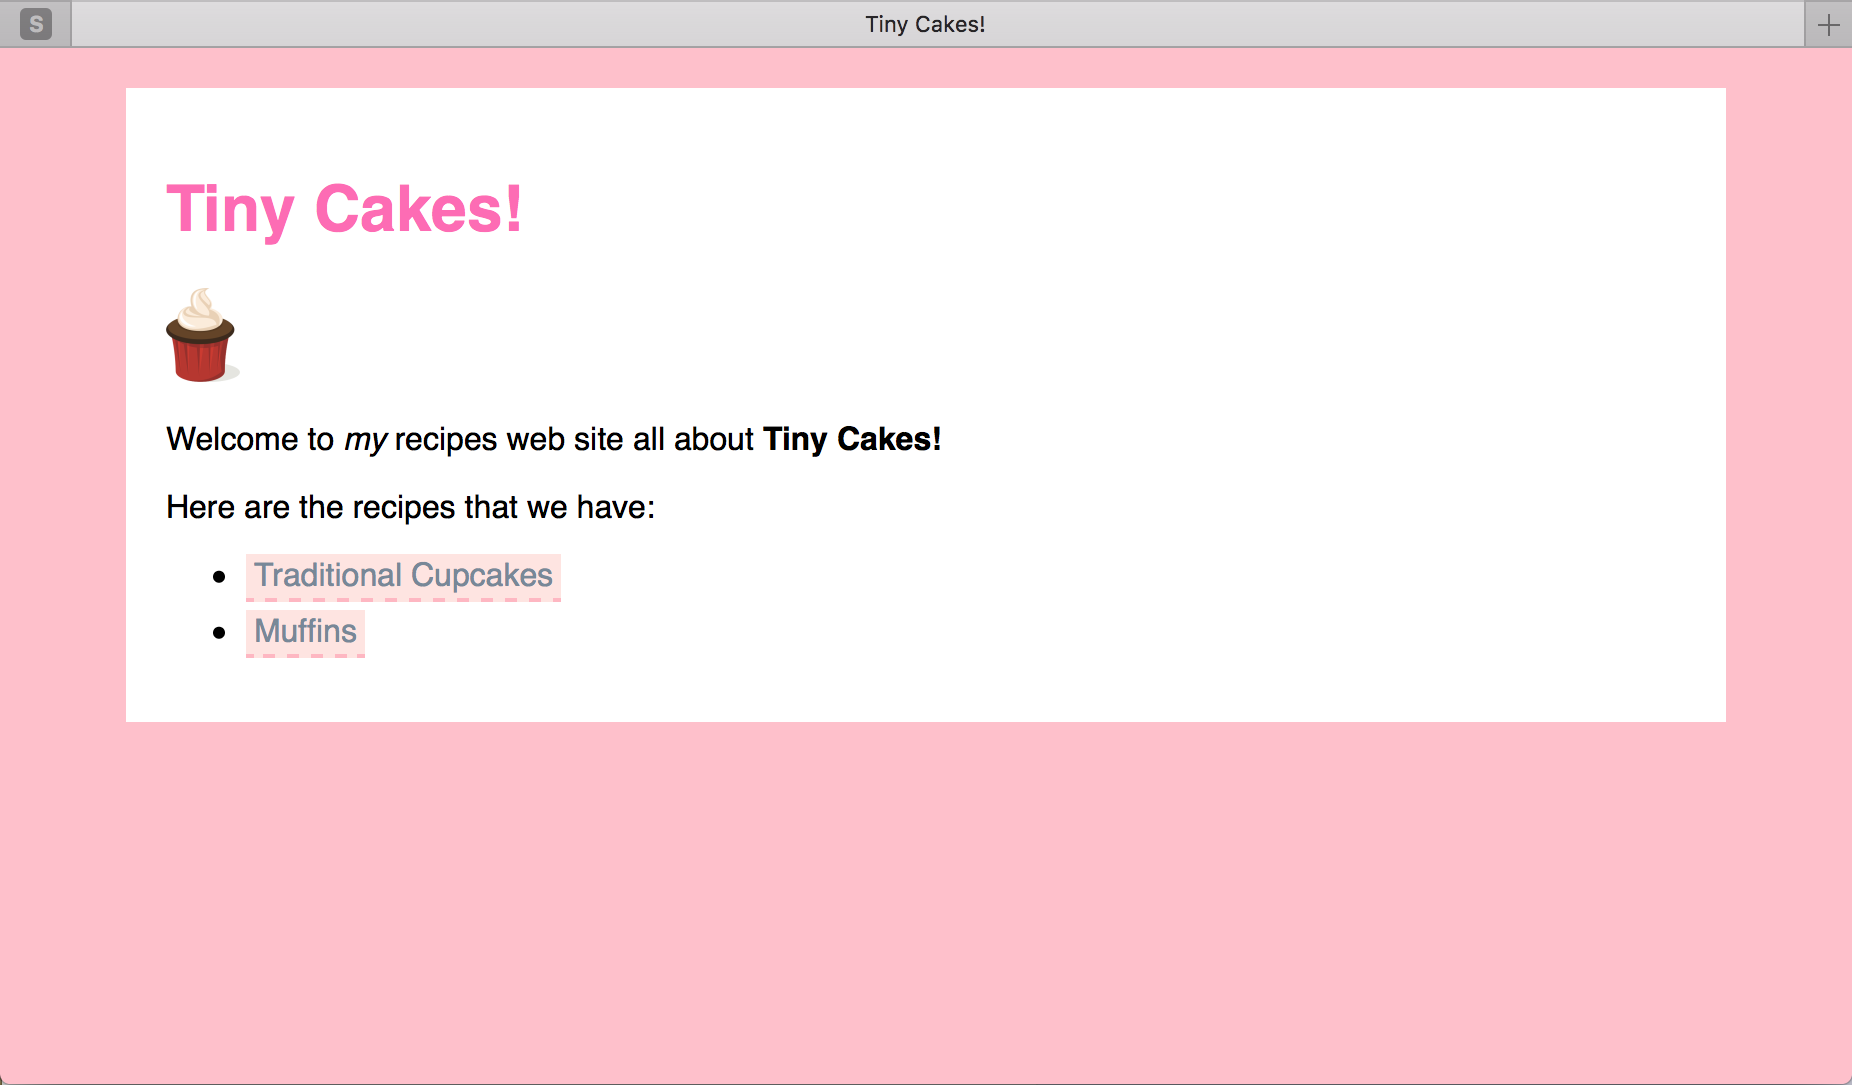 S
Tiny Cakes!
Tiny Cakes!
Welcome to my recipes web site all about Tiny Cakes!
Here are the recipes that we have:
Traditional Cupcakes
Muffins